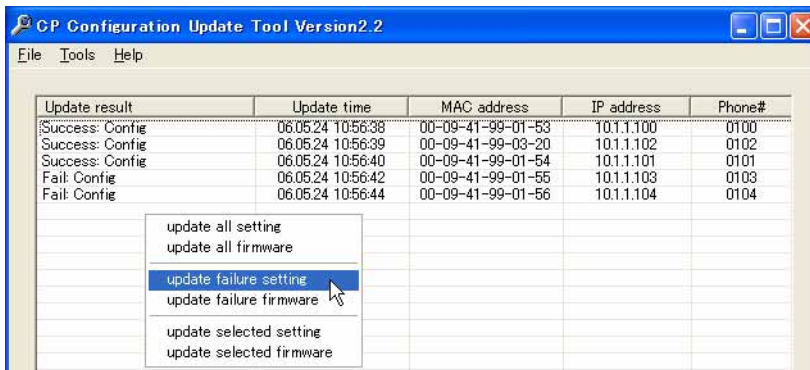 CP Configuration Update Tool Version2.2
File Tools Help
Update result Update time MAC address IP address Phone#
Success: Config 06.05.24 10:56:38 00-09-41-99-01-53 10.1.1.100 0100
Success: Config 06.05.24 10:56:39 00-09-41-99-03-20 10.1.1.102 0102
Success: Config 06.05.24 10:56:40 00-09-41-99-01-54 10.1.1.101 0101
Fail: Config 06.05.24 10:56:42 00-09-41-99-01-55 10.1.1.103 0103
Fail: Config 06.05.24 10:56:44 00-09-41-99-01-56 10.1.1.104 0104
update all setting
update all firmware
update failure setting
update failure firmware
update selected setting
update selected firmware